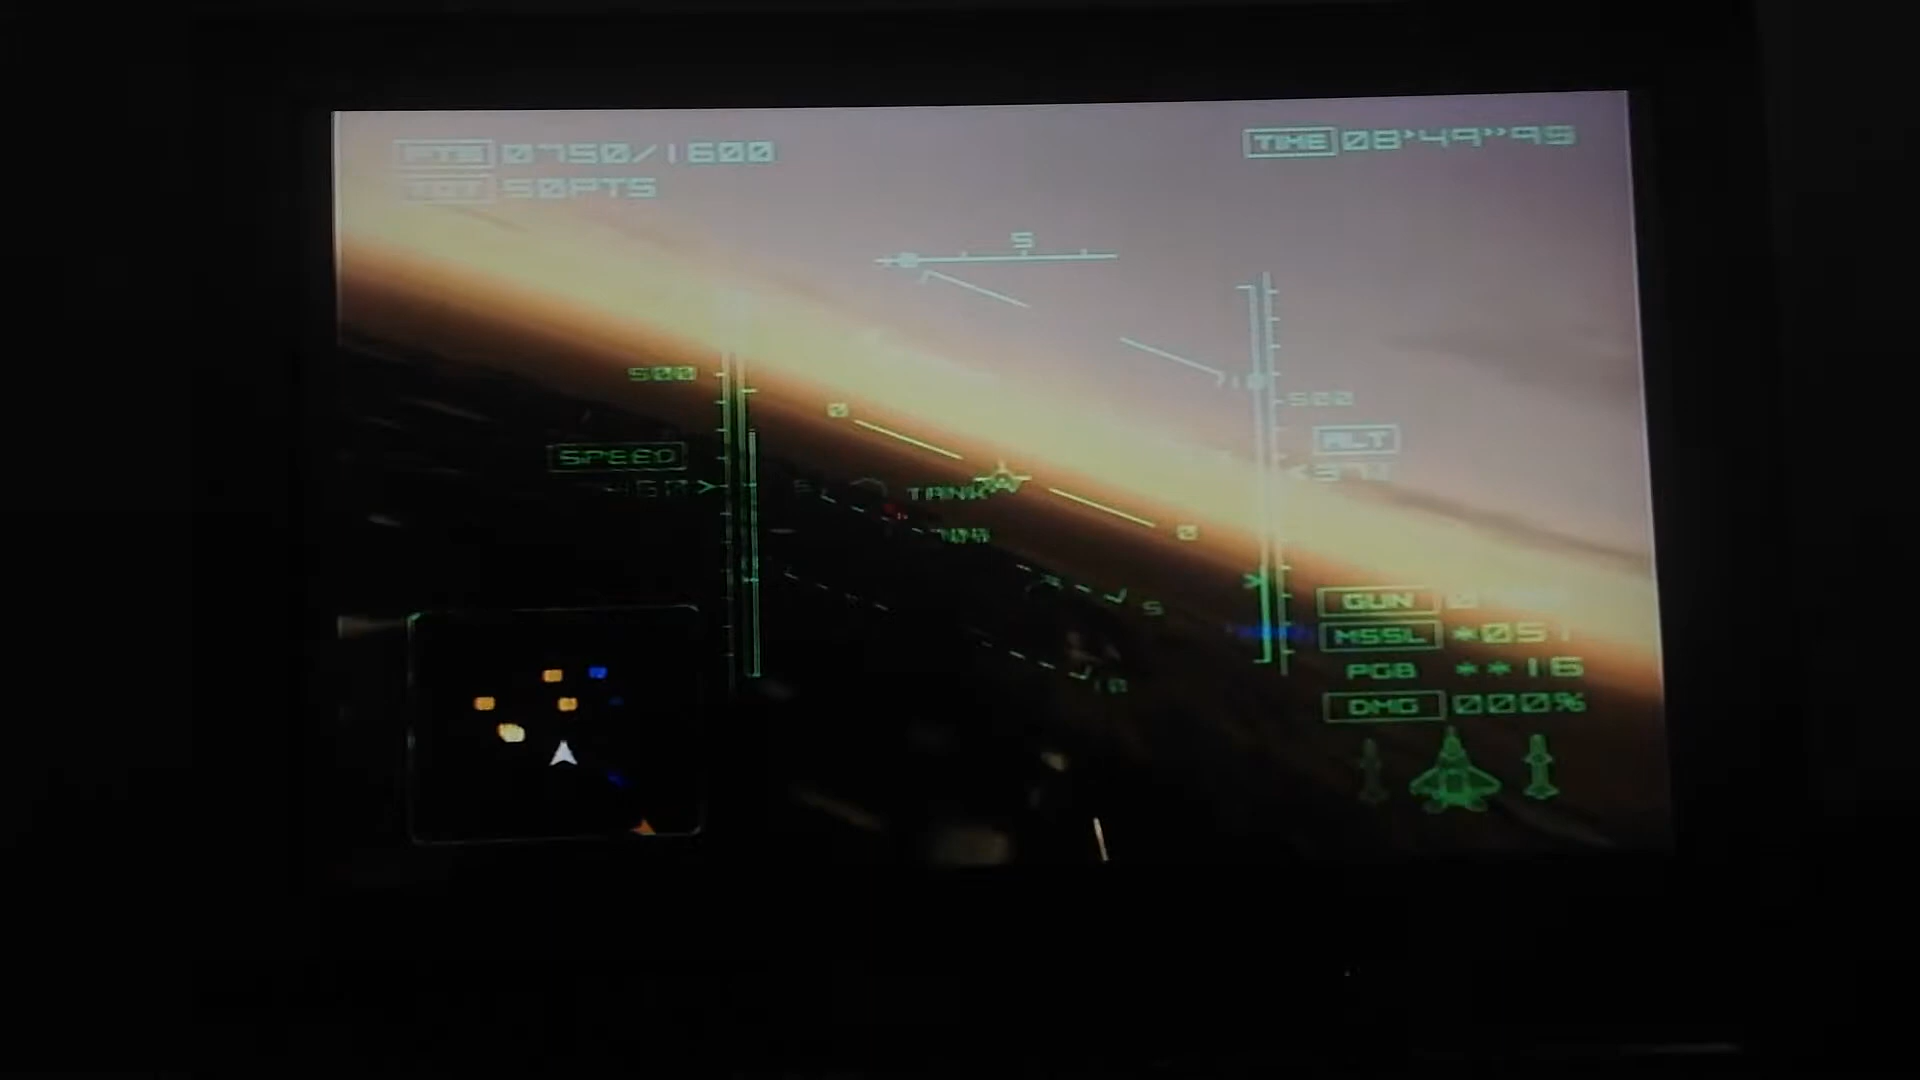 PTS 0750/1600
TGT 50PTS
TIME 08'49"95
S
500
0
500
SPEED
ALT
TANK
0
5
GUN
MSSL *051
PGB **16
DMG 000%